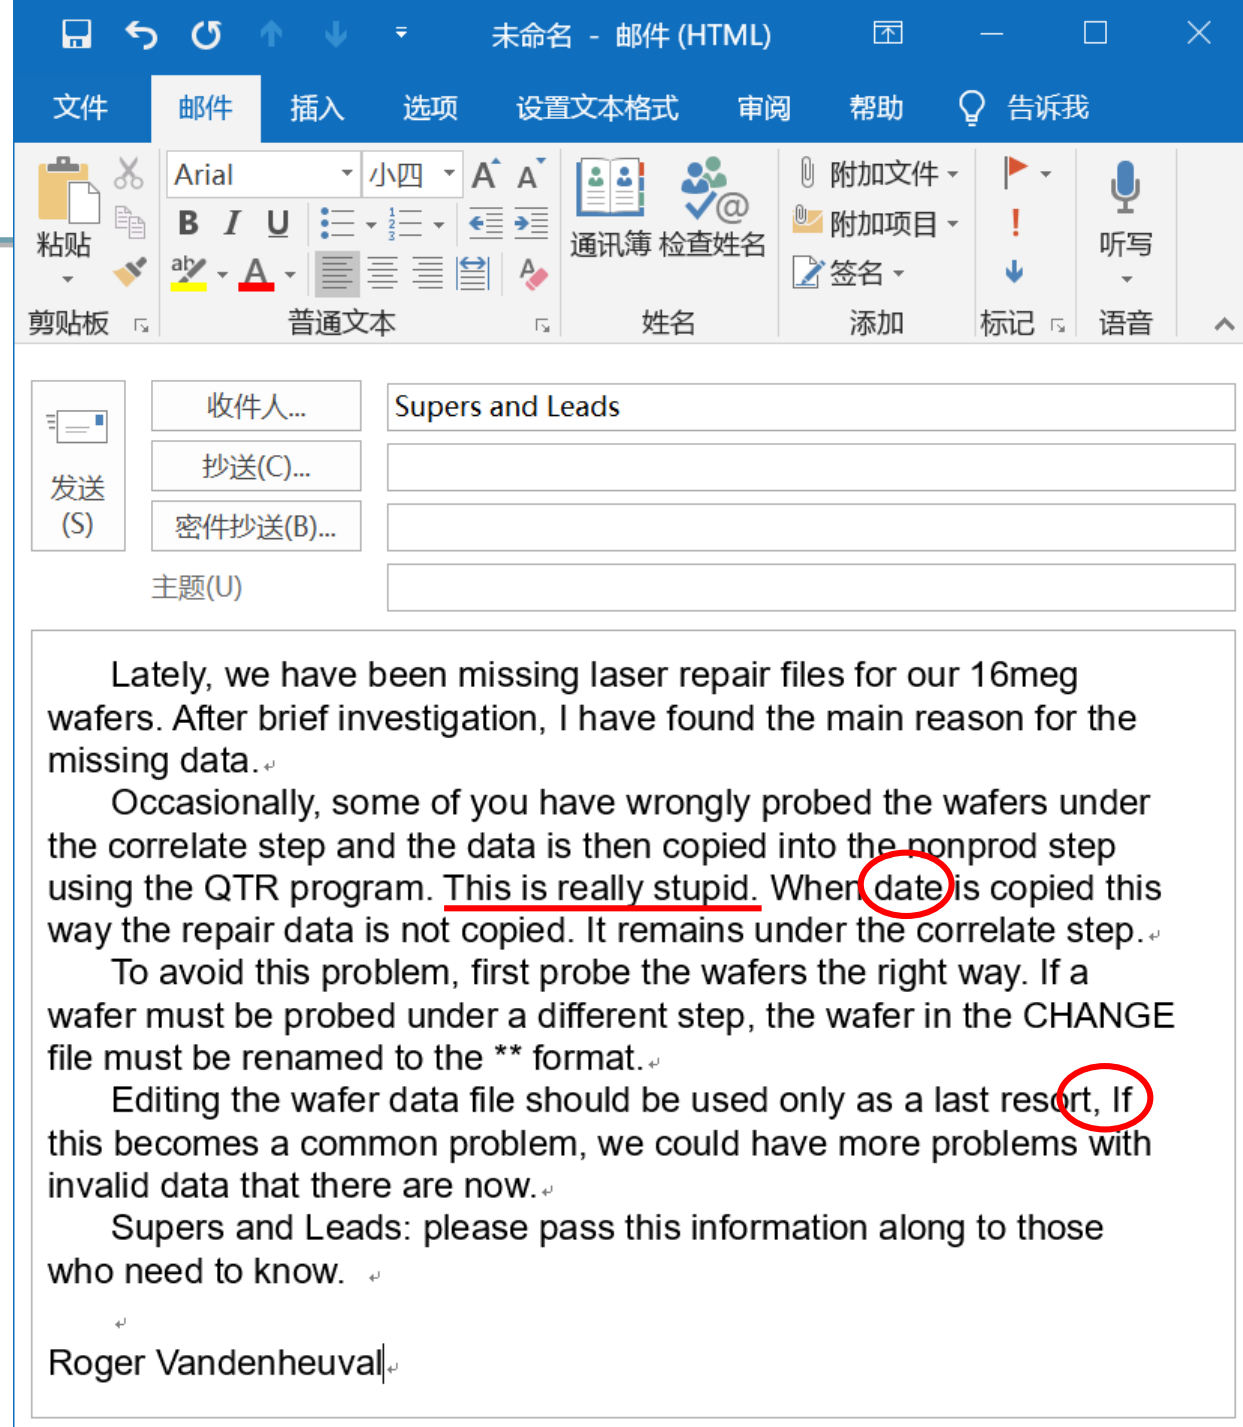 未命名 - 邮件 (HTML)
文件 邮件 插入 选项 设置文本格式 审阅 帮助 告诉我
粘贴
剪贴板
Arial 小四 A A
B I U
ab A A
普通文本
通讯簿 检查姓名
姓名
附加文件
附加项目
签名
添加
!
标记
听写
语音
发送
(S)
收件人... Supers and Leads
抄送(C)...
密件抄送(B)...
主题(U)
Lately, we have been missing laser repair files for our 16meg
wafers. After brief investigation, I have found the main reason for the
missing data.
Occasionally, some of you have wrongly probed the wafers under
the correlate step and the data is then copied into the nonprod step
using the QTR program. This is really stupid. When date is copied this
way the repair data is not copied. It remains under the correlate step.
To avoid this problem, first probe the wafers the right way. If a
wafer must be probed under a different step, the wafer in the CHANGE
file must be renamed to the ** format.
Editing the wafer data file should be used only as a last resort, If
this becomes a common problem, we could have more problems with
invalid data that there are now.
Supers and Leads: please pass this information along to those
who need to know.
Roger Vandenheuval